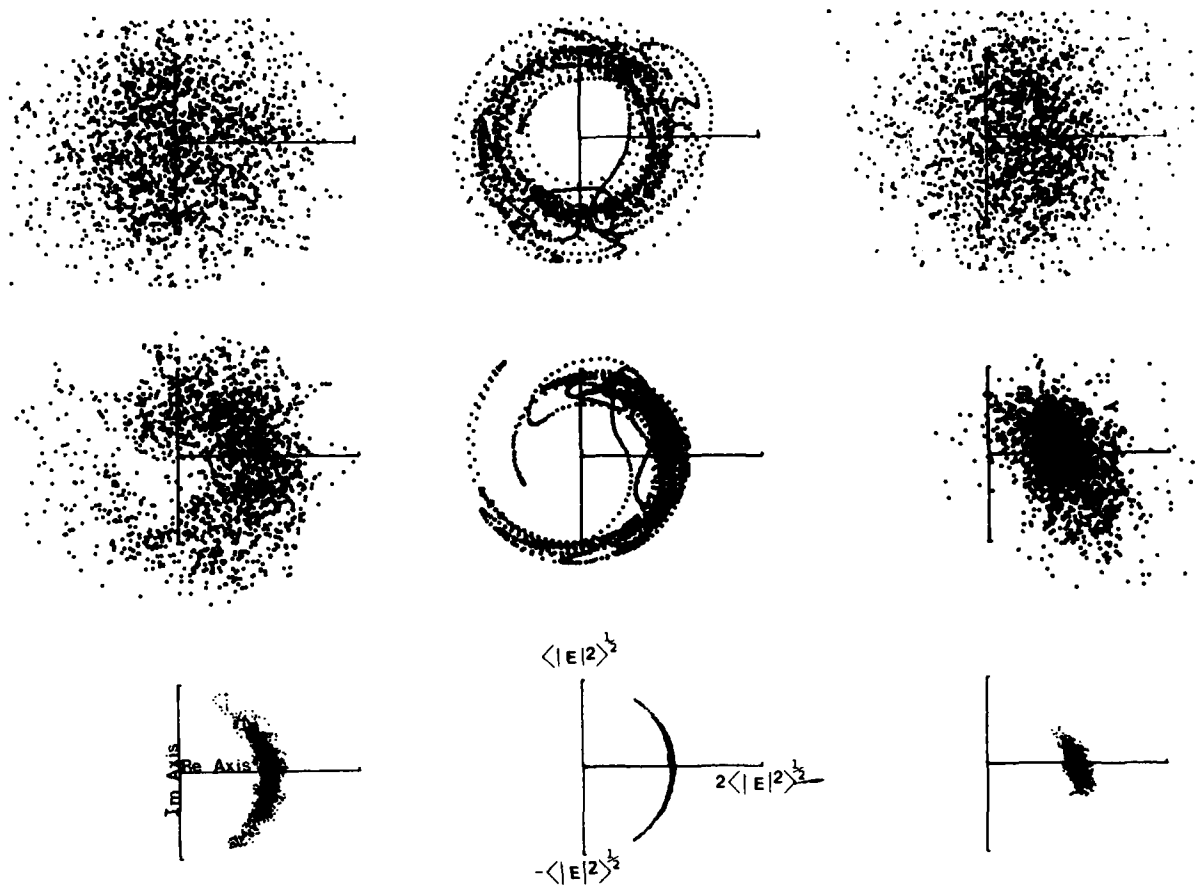 ⟨|E|2⟩½
Im Axis
Re Axis
2⟨|E|2⟩½
-⟨|E|2⟩½